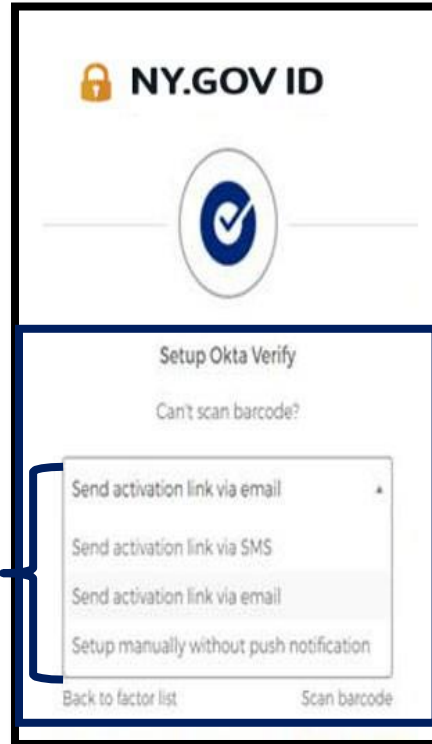 NY.GOV ID
Setup Okta Verify
Can't scan barcode?
Send activation link via email
Send activation link via SMS
Send activation link via email
Setup manually without push notification
Back to factor list Scan barcode